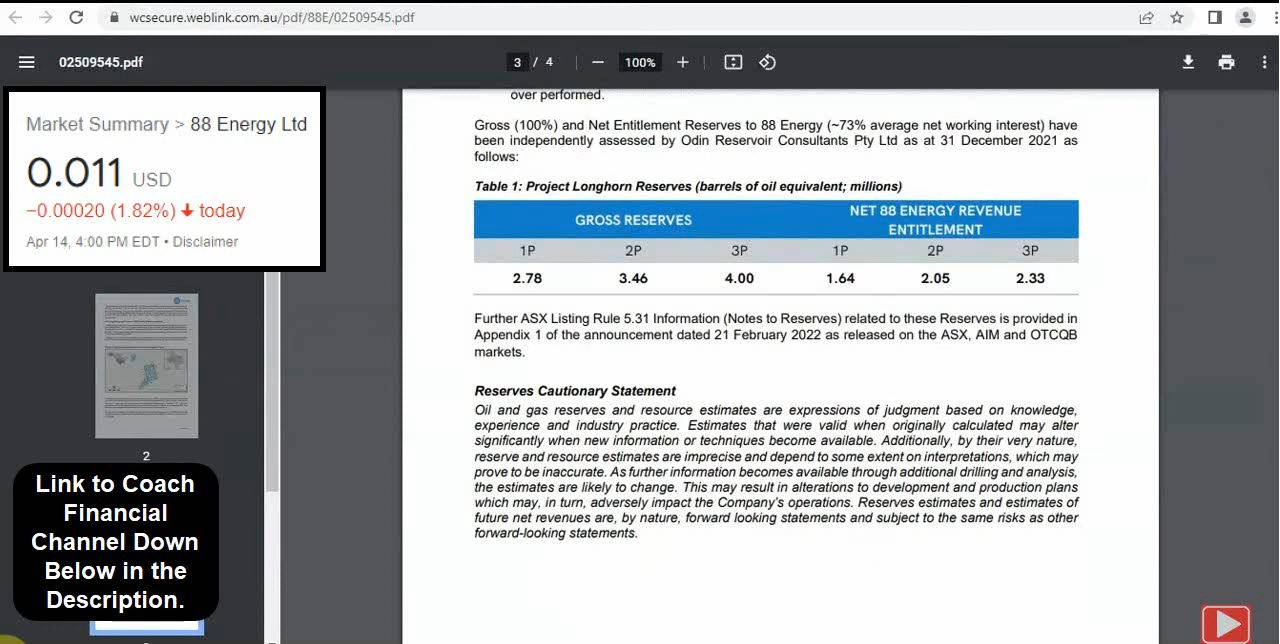 wcsecure.weblink.com.au/pdf/88E/02509545.pdf
02509545.pdf
3 / 4
100%
Market Summary > 88 Energy Ltd
0.011 USD
−0.00020 (1.82%) ↓ today
Apr 14, 4:00 PM EDT • Disclaimer
2
Link to Coach
Financial
Channel Down
Below in the
Description.
over performed.
Gross (100%) and Net Entitlement Reserves to 88 Energy (~73% average net working interest) have
been independently assessed by Odin Reservoir Consultants Pty Ltd as at 31 December 2021 as
follows:
Table 1: Project Longhorn Reserves (barrels of oil equivalent; millions)
GROSS RESERVES
NET 88 ENERGY REVENUE
ENTITLEMENT
1P 2P 3P 1P 2P 3P
2.78 3.46 4.00 1.64 2.05 2.33
Further ASX Listing Rule 5.31 Information (Notes to Reserves) related to these Reserves is provided in
Appendix 1 of the announcement dated 21 February 2022 as released on the ASX, AIM and OTCQB
markets.
Reserves Cautionary Statement
Oil and gas reserves and resource estimates are expressions of judgment based on knowledge,
experience and industry practice. Estimates that were valid when originally calculated may alter
significantly when new information or techniques become available. Additionally, by their very nature,
reserve and resource estimates are imprecise and depend to some extent on interpretations, which may
prove to be inaccurate. As further information becomes available through additional drilling and analysis,
the estimates are likely to change. This may result in alterations to development and production plans
which may, in turn, adversely impact the Company's operations. Reserves estimates and estimates of
future net revenues are, by nature, forward looking statements and subject to the same risks as other
forward-looking statements.